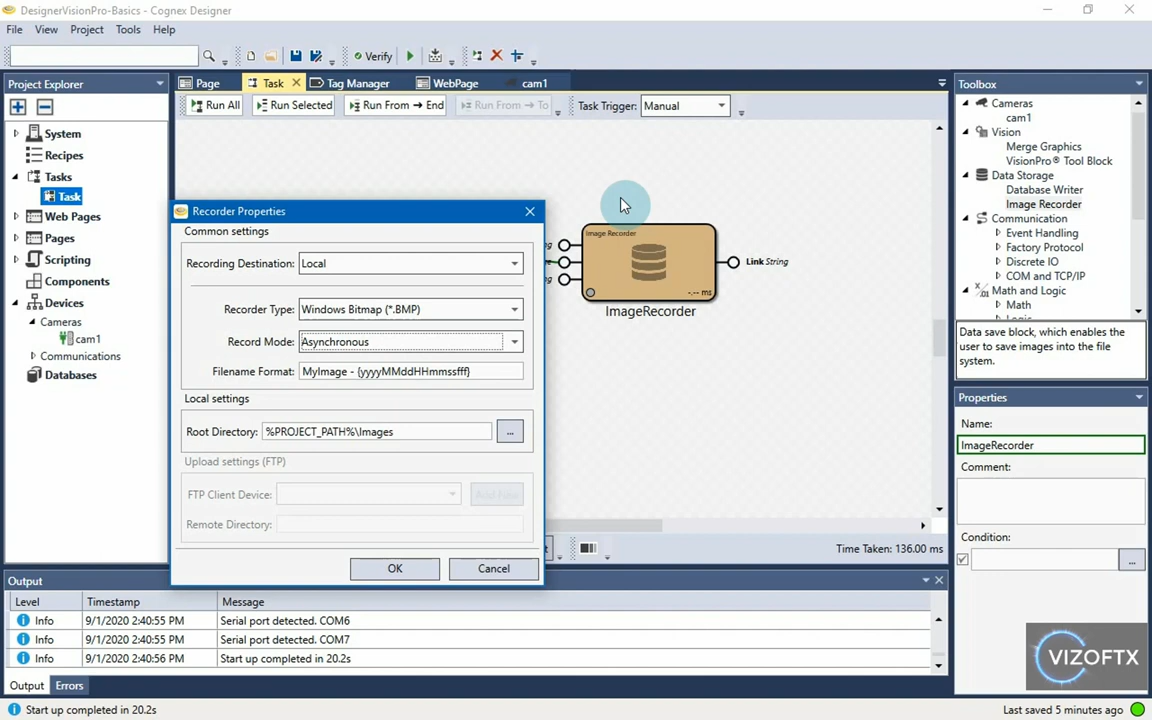 DesignerVisionPro-Basics - Cognex Designer
File View Project Tools Help
Verify
Project Explorer
System
Recipes
Tasks
Task
Web Pages
Pages
Scripting
Components
Devices
Cameras
cam1
Communications
Databases
Page Task Tag Manager WebPage cam1
Run All Run Selected Run From → End Run From → To Task Trigger: Manual
Image Recorder
-.-- ms
Link String
ImageRecorder
Recorder Properties
Common settings
Recording Destination: Local
Recorder Type: Windows Bitmap (*.BMP)
Record Mode: Asynchronous
Filename Format: MyImage - {yyyyMMddHHmmssfff}
Local settings
Root Directory: %PROJECT_PATH%\Images ...
Upload settings (FTP)
FTP Client Device: Add New
Remote Directory:
OK Cancel
Time Taken: 136.00 ms
Toolbox
Cameras
cam1
Vision
Merge Graphics
VisionPro® Tool Block
Data Storage
Database Writer
Image Recorder
Communication
Event Handling
Factory Protocol
Discrete IO
COM and TCP/IP
Math and Logic
Math
Data save block, which enables the
user to save images into the file
system.
Properties
Name:
ImageRecorder
Comment:
Condition:
...
Output
Level Timestamp Message
Info 9/1/2020 2:40:55 PM Serial port detected. COM6
Info 9/1/2020 2:40:55 PM Serial port detected. COM7
Info 9/1/2020 2:40:56 PM Start up completed in 20.2s
Output Errors
VIZOFTX
Start up completed in 20.2s
Last saved 5 minutes ago